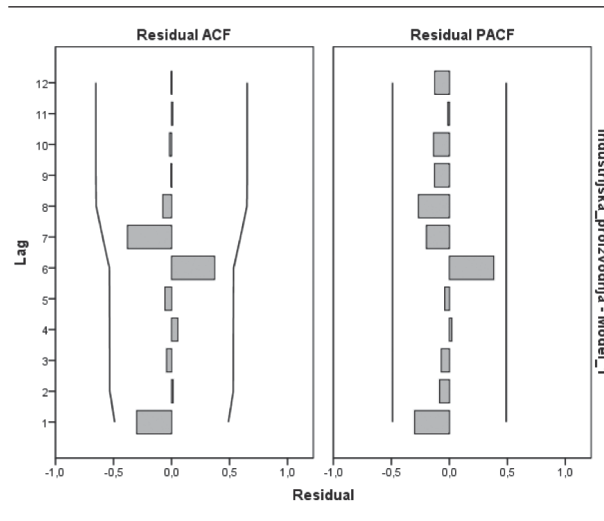 Residual ACF
Residual PACF
12
11
10
9
8
7
6
5
4
3
2
1
Lag
-1,0 -0,5 0,0 0,5 1,0
-1,0 -0,5 0,0 0,5 1,0
Residual
Industrijska_proizvodnja - Model_1